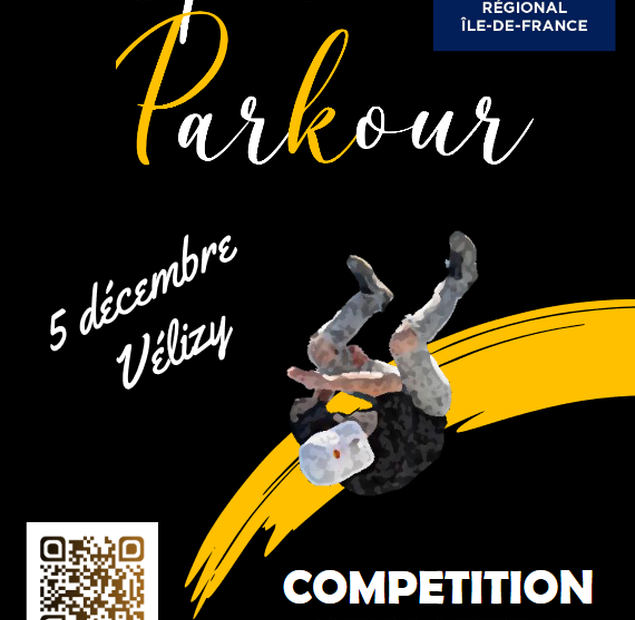 RÉGIONAL
ÎLE-DE-FRANCE
Parkour
5 décembre
Vélizy
COMPETITION